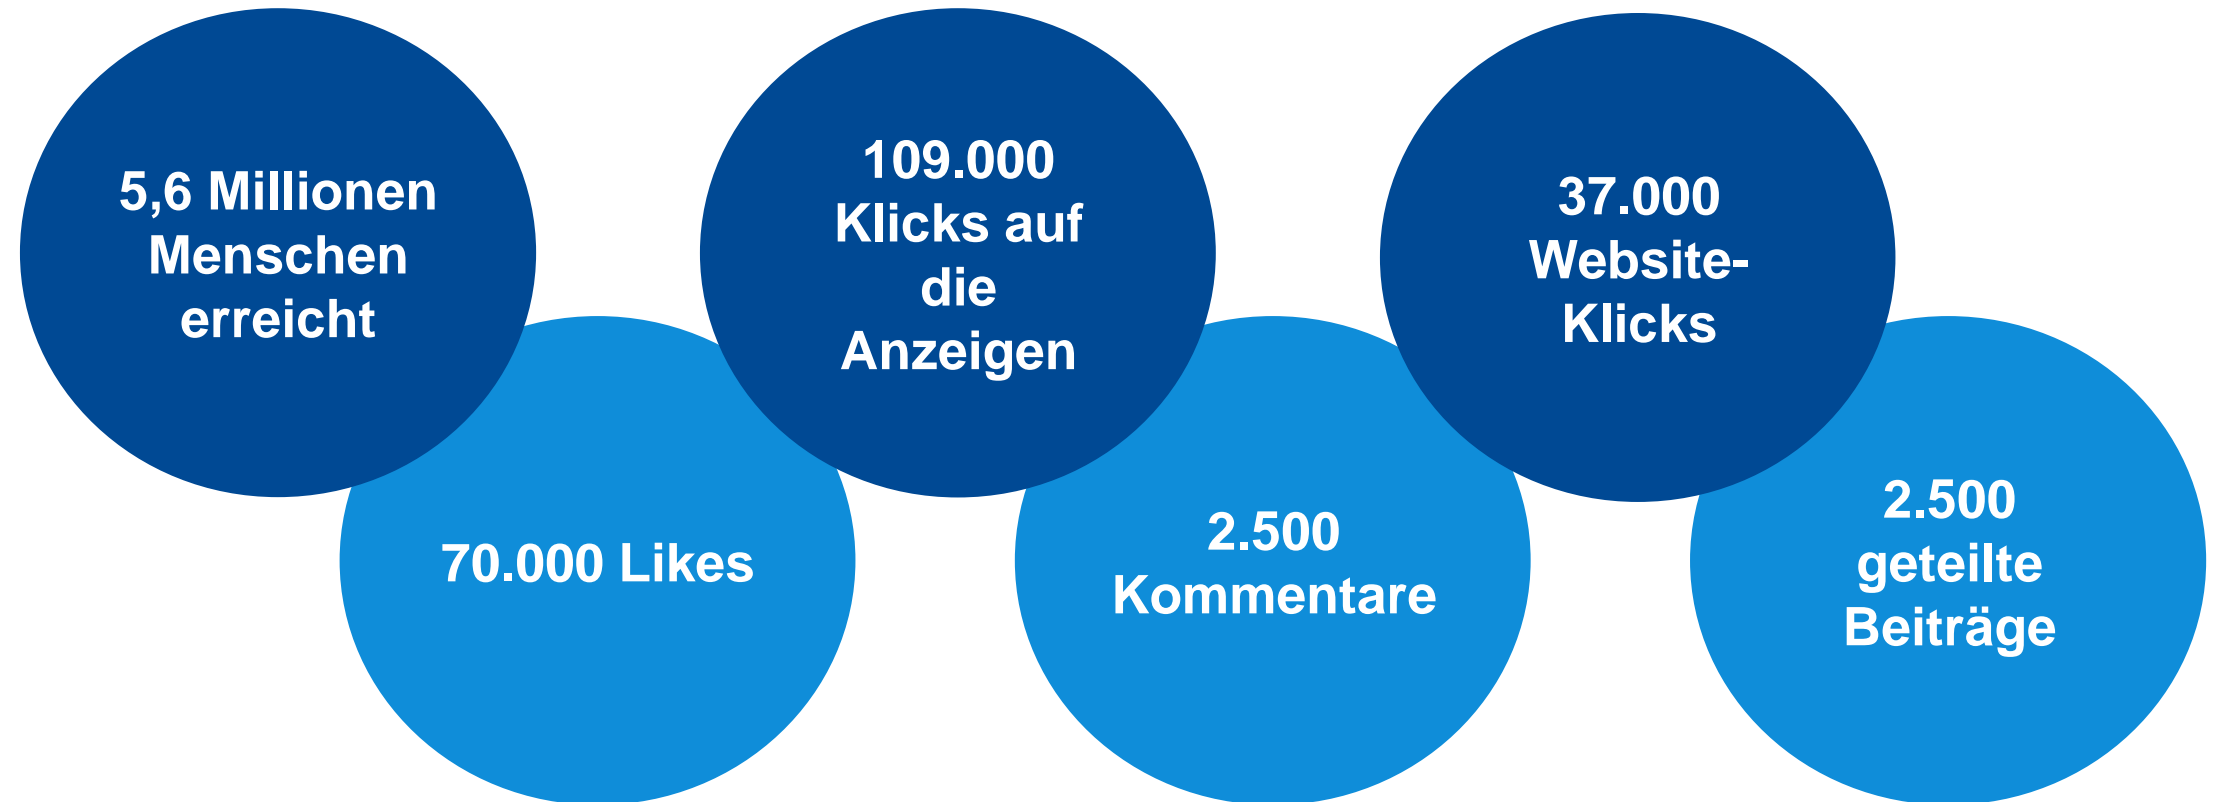 5,6 Millionen
Menschen
erreicht
70.000 Likes
109.000
Klicks auf
die
Anzeigen
2.500
Kommentare
37.000
Website-
Klicks
2.500
geteilte
Beiträge